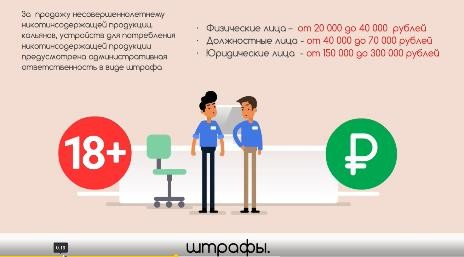 За продажу несовершеннолетнему
никотинсодержащей продукции,
кальянов, устройств для потребления
никотинсодержащей продукции
предусмотрена административная
ответственность в виде штрафа
· Физические лица – от 20 000 до 40 000 рублей
· Должностные лица - от 40 000 до 70 000 рублей
· Юридические лица - от 150 000 до 300 000 рублей
18+
₽
штрафы.